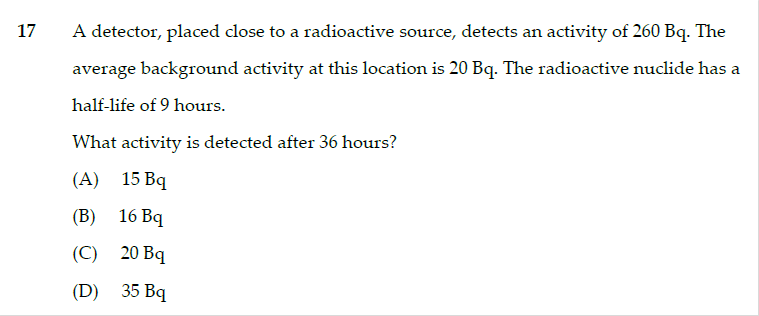 17 A detector, placed close to a radioactive source, detects an activity of 260 Bq. The
average background activity at this location is 20 Bq. The radioactive nuclide has a
half-life of 9 hours.
What activity is detected after 36 hours?
(A) 15 Bq
(B) 16 Bq
(C) 20 Bq
(D) 35 Bq